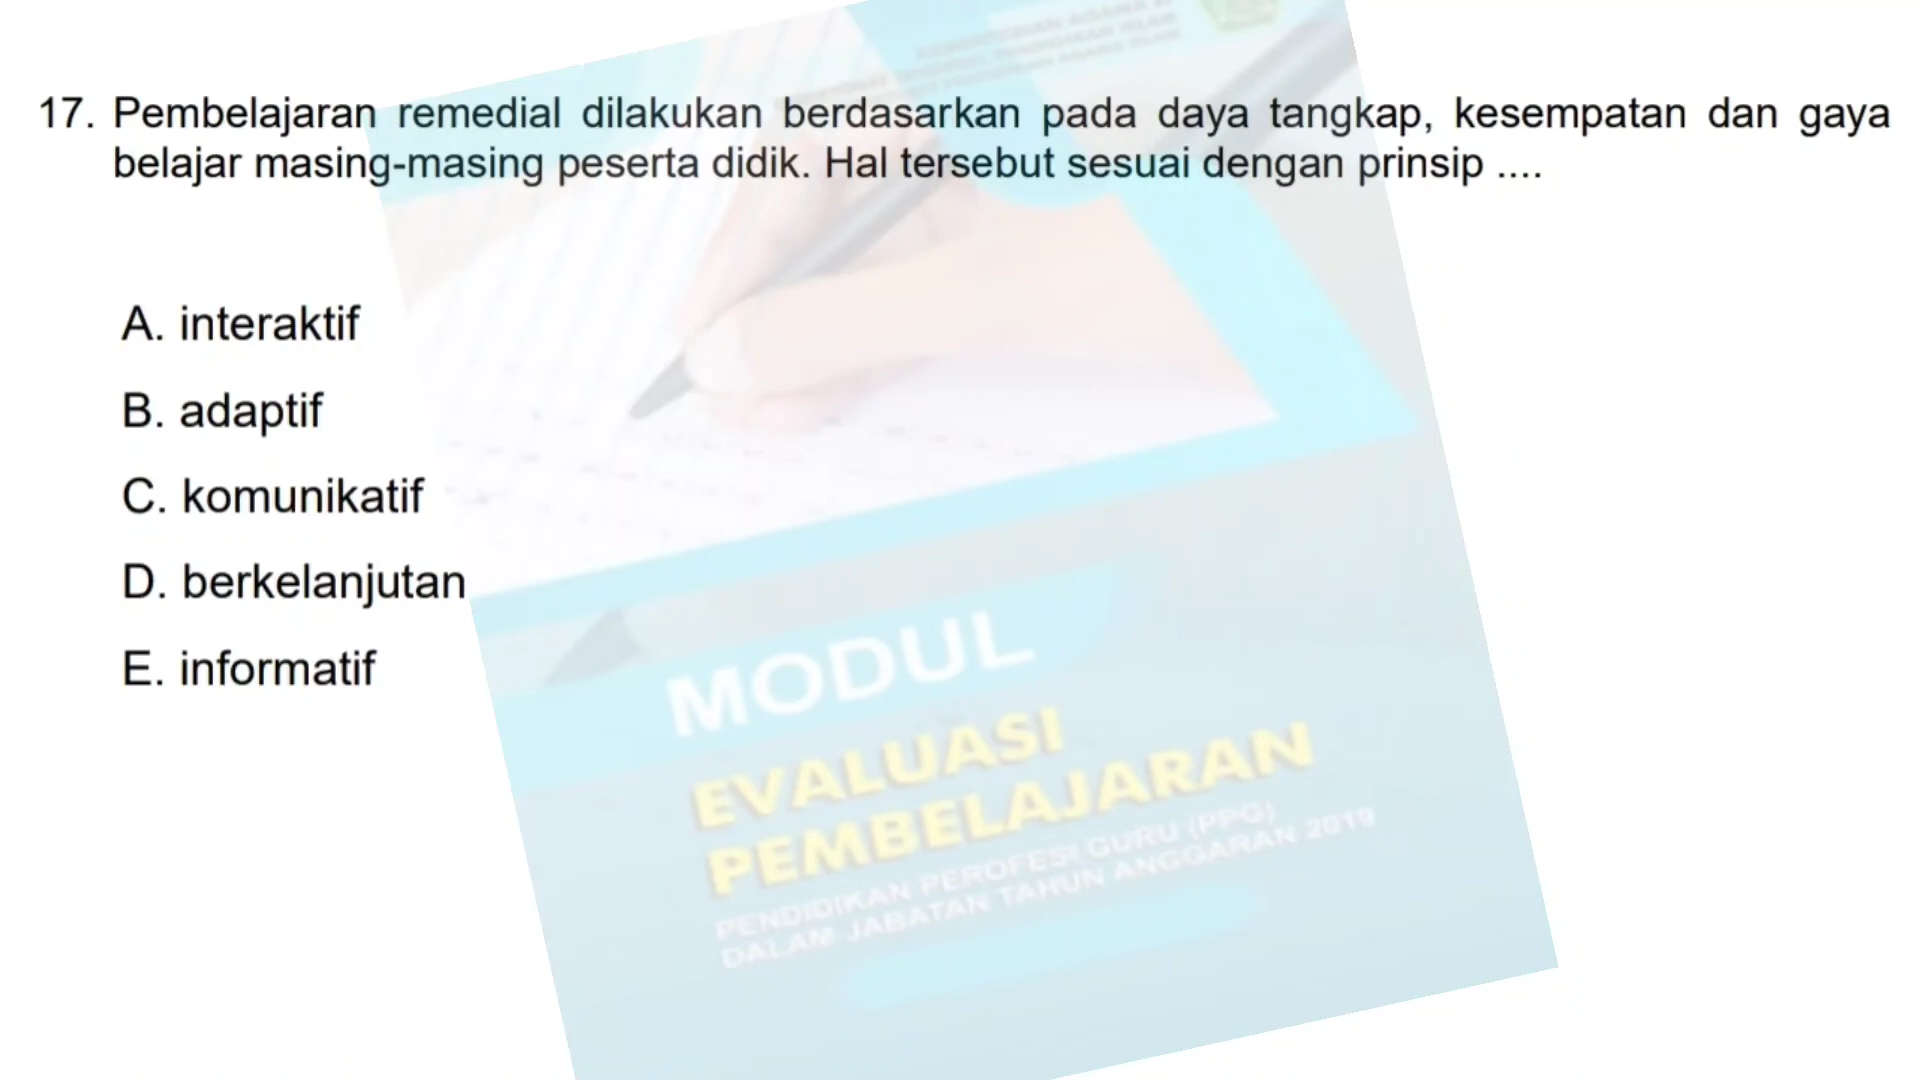 17. Pembelajaran remedial dilakukan berdasarkan pada daya tangkap, kesempatan dan gaya
belajar masing-masing peserta didik. Hal tersebut sesuai dengan prinsip ....
A. interaktif
B. adaptif
C. komunikatif
D. berkelanjutan
E. informatif
MODUL
EVALUASI
PEMBELAJARAN
PENDIDIKAN PEROFESI GURU (PPG)
DALAM JABATAN TAHUN ANGGARAN 2019